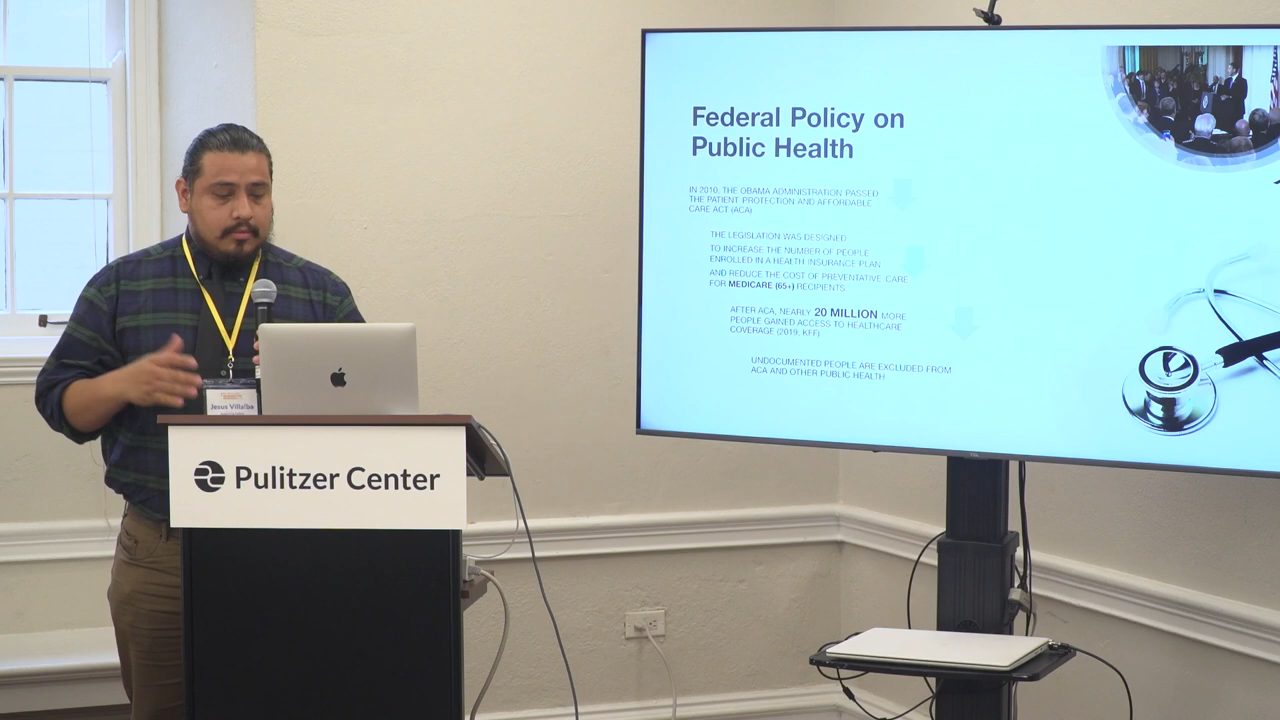 Federal Policy on
Public Health
IN 2010, THE OBAMA ADMINISTRATION PASSED
THE PATIENT PROTECTION AND AFFORDABLE
CARE ACT (ACA)
THE LEGISLATION WAS DESIGNED
TO INCREASE THE NUMBER OF PEOPLE
ENROLLED IN A HEALTH INSURANCE PLAN
AND REDUCE THE COST OF PREVENTATIVE CARE
FOR MEDICARE (65+) RECIPIENTS
AFTER ACA, NEARLY 20 MILLION MORE
PEOPLE GAINED ACCESS TO HEALTHCARE
COVERAGE (2019, KFF)
UNDOCUMENTED PEOPLE ARE EXCLUDED FROM
ACA AND OTHER PUBLIC HEALTH
Jesus Villalba
Pulitzer Center